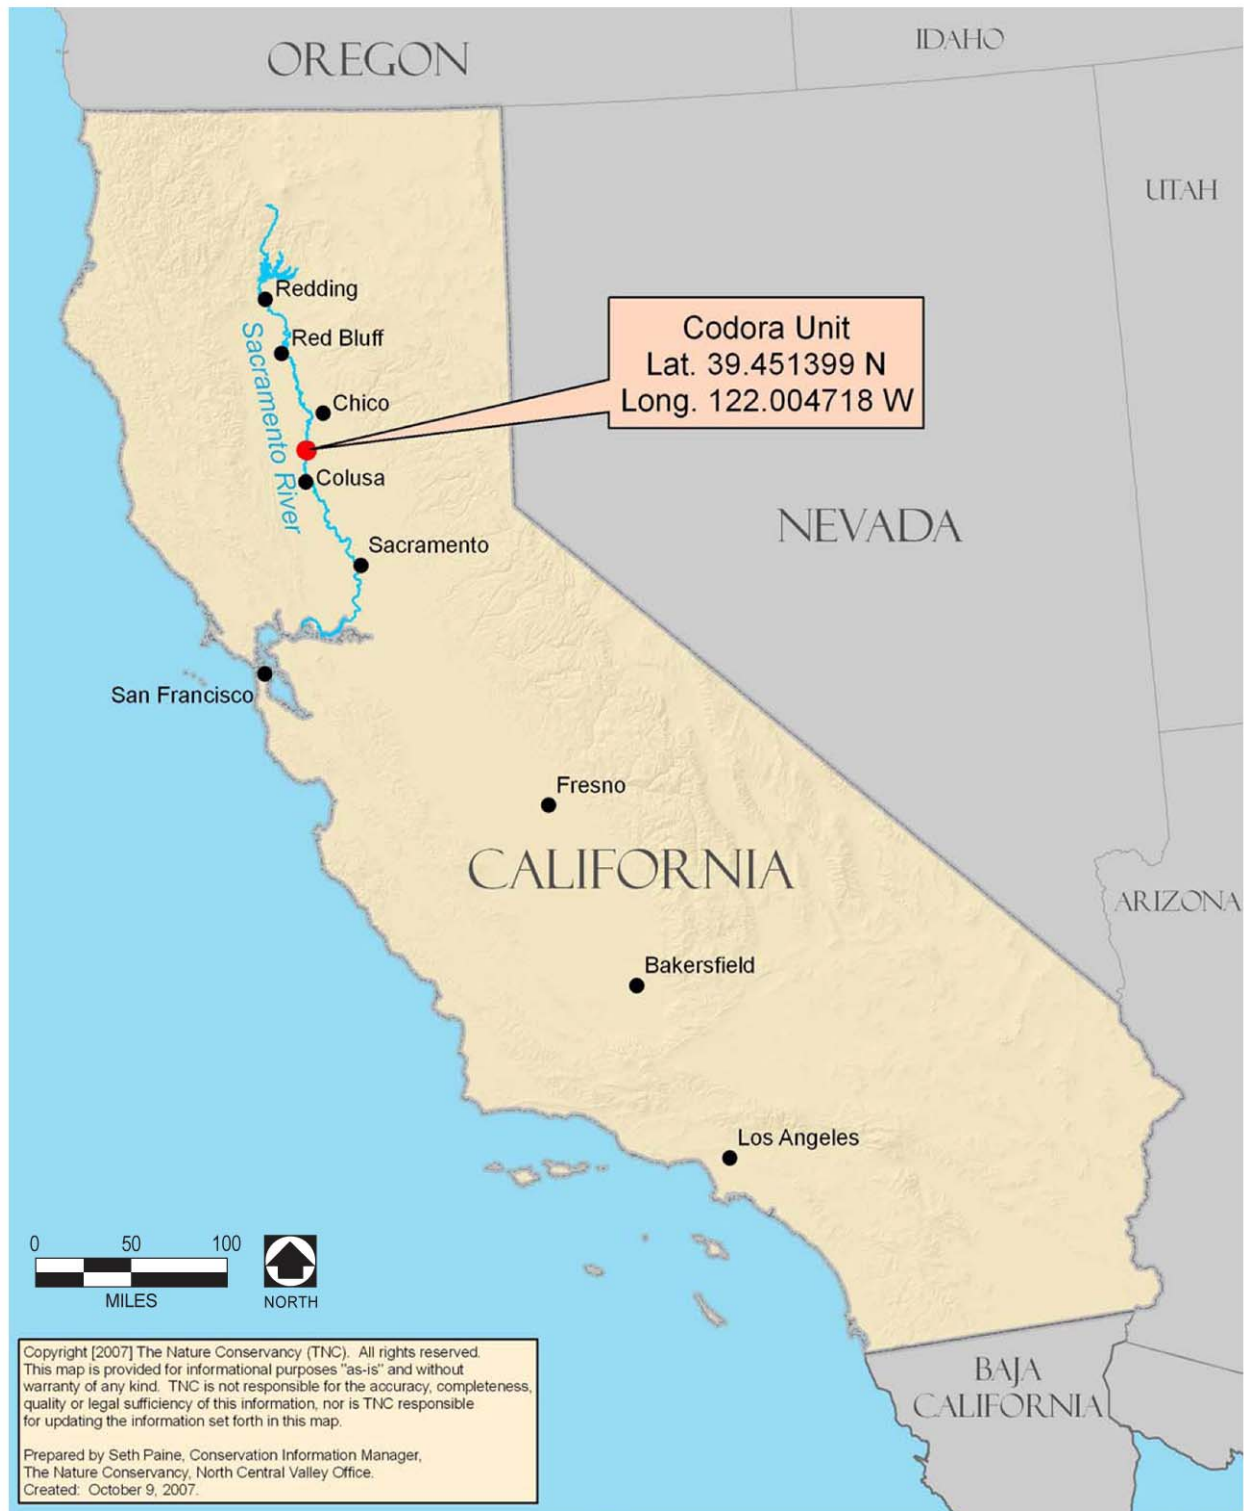 OREGON
IDAHO
UTAH
Redding
Red Bluff
Sacramento River
Chico
Codora Unit
Lat. 39.451399 N
Long. 122.004718 W
Colusa
NEVADA
Sacramento
San Francisco
Fresno
CALIFORNIA
ARIZONA
Bakersfield
Los Angeles
0 50 100
MILES
NORTH
Copyright [2007] The Nature Conservancy (TNC). All rights reserved.
This map is provided for informational purposes "as-is" and without
warranty of any kind. TNC is not responsible for the accuracy, completeness,
quality or legal sufficiency of this information, nor is TNC responsible
for updating the information set forth in this map.
Prepared by Seth Paine, Conservation Information Manager,
The Nature Conservancy, North Central Valley Office.
Created: October 9, 2007.
BAJA
CALIFORNIA